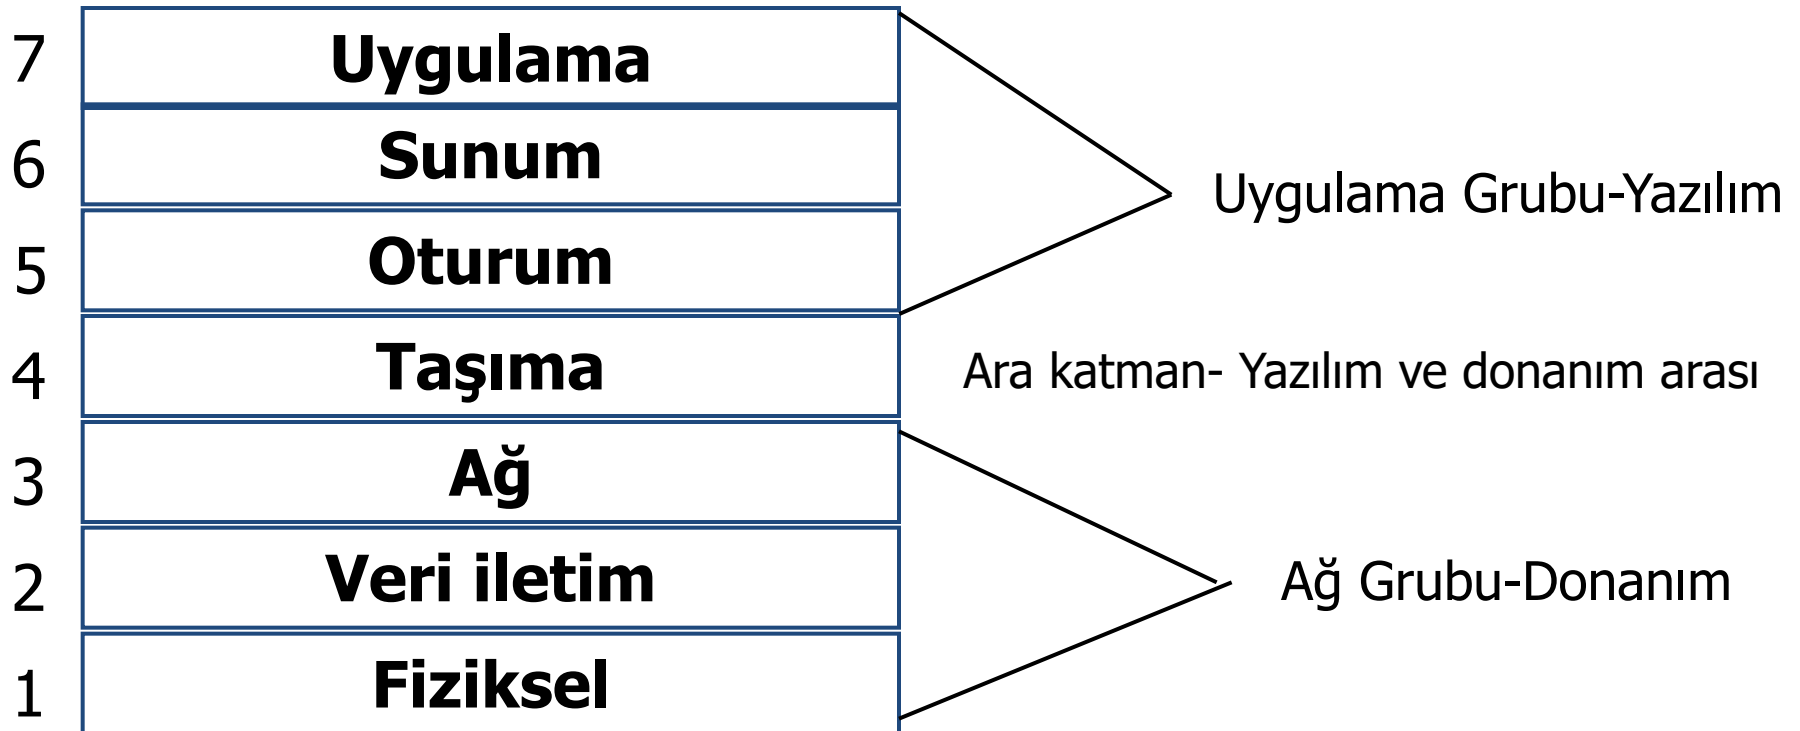 7 Uygulama
6 Sunum
Uygulama Grubu-Yazılım
5 Oturum
4 Taşıma Ara katman- Yazılım ve donanım arası
3 Ağ
2 Veri iletim Ağ Grubu-Donanım
1 Fiziksel